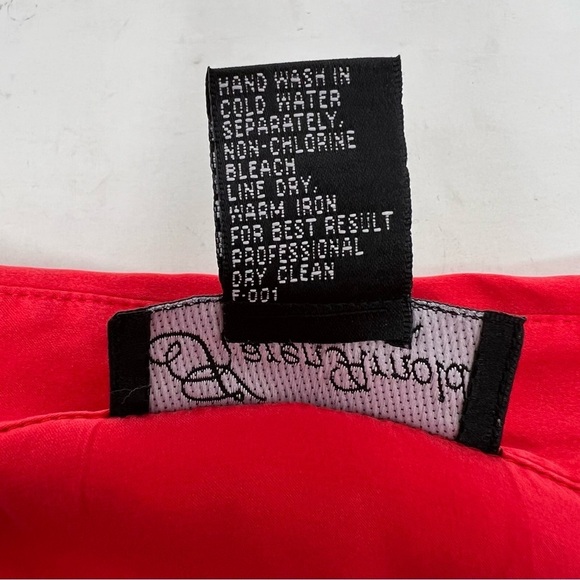 HAND WASH IN
COLD WATER
SEPARATELY.
NON-CHLORINE
BLEACH
LINE DRY.
WARM IRON
FOR BEST RESULT
PROFESSIONAL
DRY CLEAN
F-001